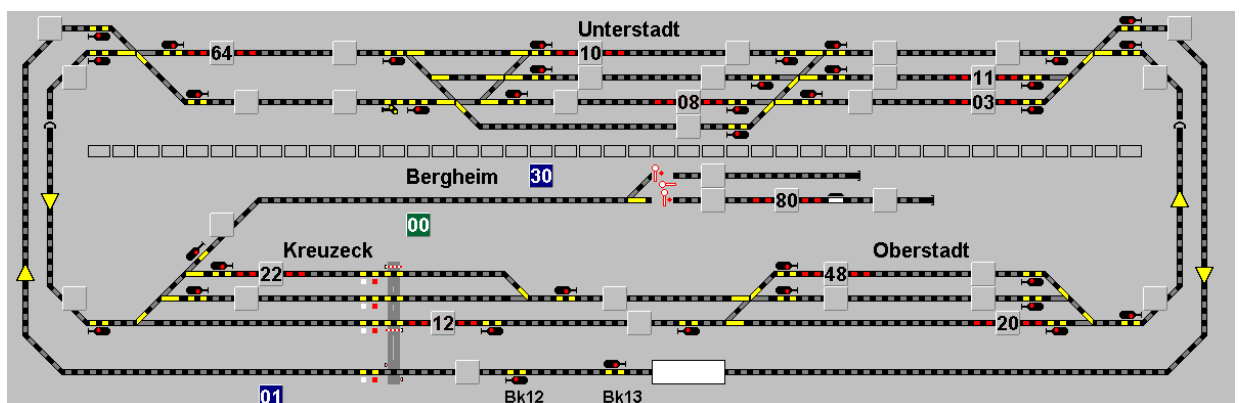 Unterstadt
64
10
11
08
03
Bergheim
30
80
00
Kreuzeck
Oberstadt
22
48
12
20
01
Bk12
Bk13